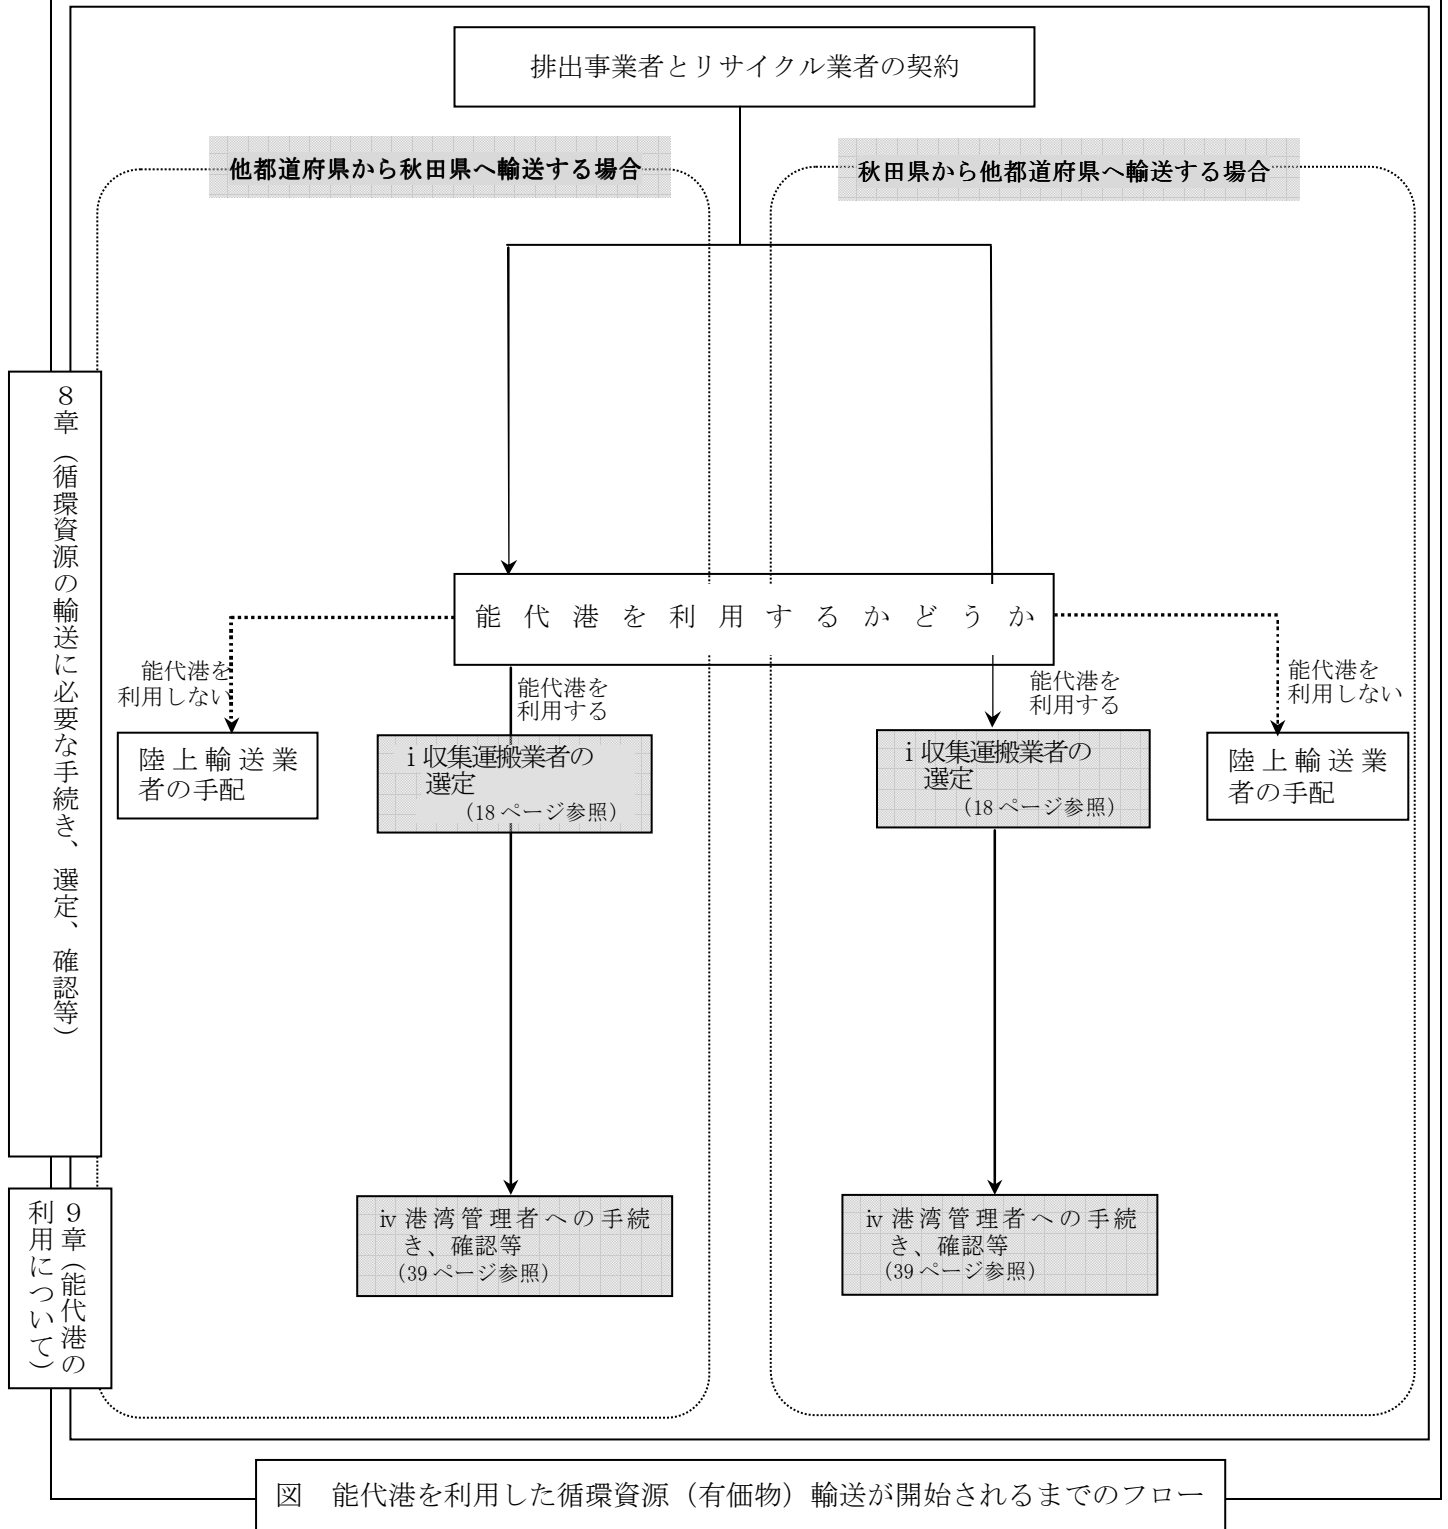 排出事業者とリサイクル業者の契約
他都道府県から秋田県へ輸送する場合
秋田県から他都道府県へ輸送する場合
8章（循環資源の輸送に必要な手続き、選定、確認等）
能代港を利用するかどうか
能代港を
利用しない
能代港を
利用する
能代港を
利用する
能代港を
利用しない
陸上輸送業
者の手配
ⅰ収集運搬業者の
選定
（18 ページ参照）
ⅰ収集運搬業者の
選定
（18 ページ参照）
陸上輸送業
者の手配
9章（能代港の
利用について）
ⅳ港湾管理者への手続
き、確認等
（39 ページ参照）
ⅳ港湾管理者への手続
き、確認等
（39 ページ参照）
図　能代港を利用した循環資源（有価物）輸送が開始されるまでのフロー